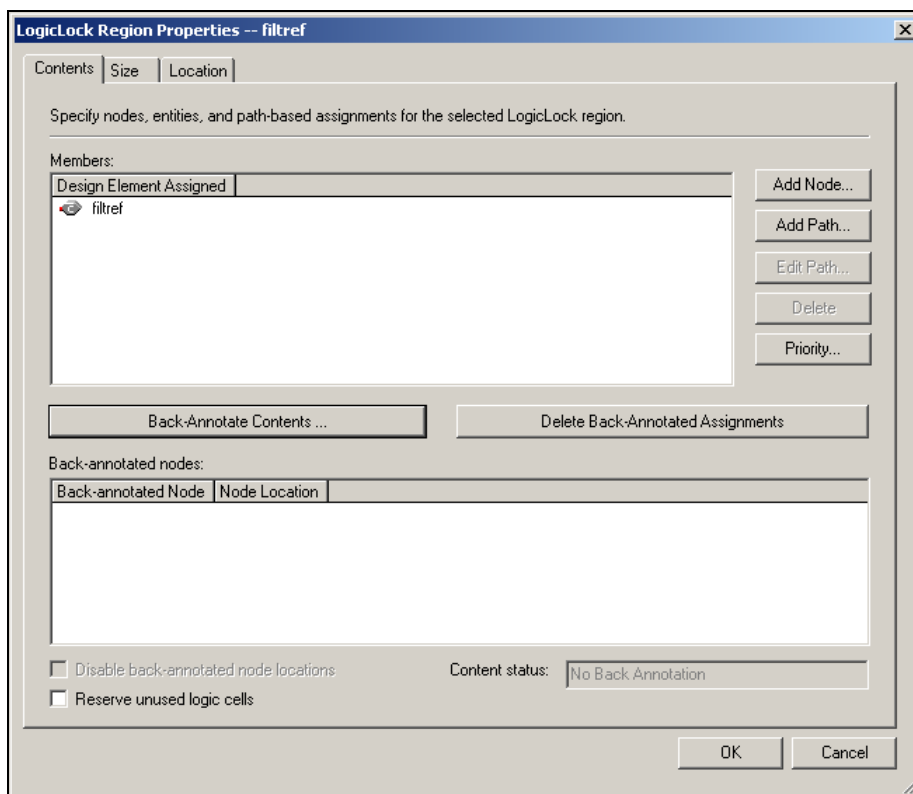 LogicLock Region Properties -- filtref
Contents Size Location
Specify nodes, entities, and path-based assignments for the selected LogicLock region.
Members:
Design Element Assigned
filtref
Add Node...
Add Path...
Edit Path...
Delete
Priority...
Back-Annotate Contents ... Delete Back-Annotated Assignments
Back-annotated nodes:
Back-annotated Node Node Location
Disable back-annotated node locations Content status: No Back Annotation
Reserve unused logic cells
OK Cancel